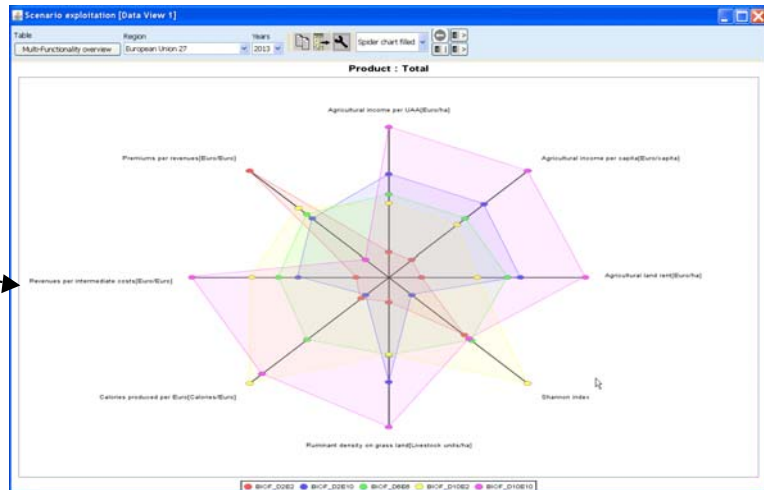 Scenario exploitation [Data View 1]
Table Region Years
Multi-Functionality overview European Union 27 2013 Spider chart filled
Product : Total
Agricultural income per UAA[Euro/ha]
Premiums per revenues[Euro/Euro]
Agricultural income per capita[Euro/capita]
Revenues per intermediate costs[Euro/Euro]
Agricultural land rent[Euro/ha]
Calories produced per Euro[Calories/Euro]
Shannon index
Ruminant density on grass land[Livestock units/ha]
BIOF_D2E2 BIOF_D2E10 BIOF_D6E6 BIOF_D10E2 BIOF_D10E10